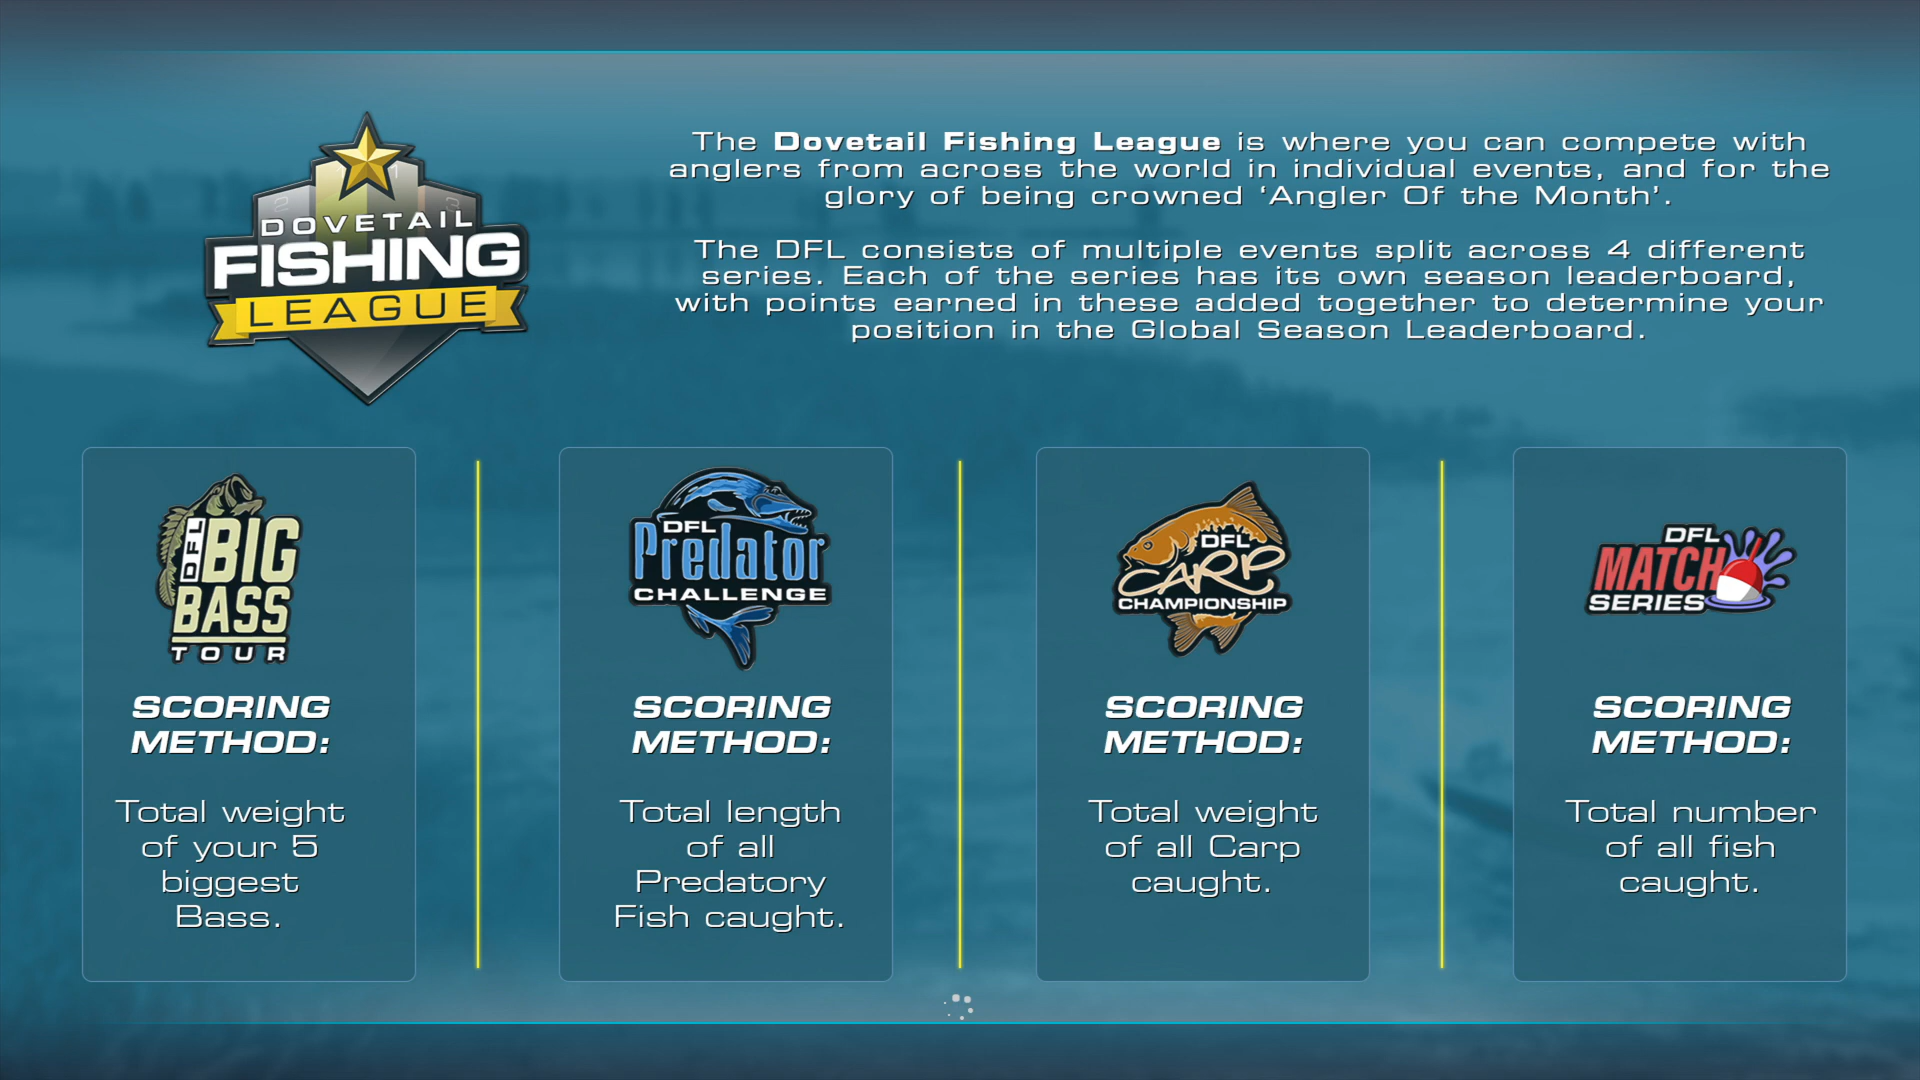 DOVETAIL
FISHING
LEAGUE
The Dovetail Fishing League is where you can compete with
anglers from across the world in individual events, and for the
glory of being crowned ‘Angler Of the Month’.
The DFL consists of multiple events split across 4 different
series. Each of the series has its own season leaderboard,
with points earned in these added together to determine your
position in the Global Season Leaderboard.
DFL
BIG
BASS
TOUR
SCORING
METHOD:
Total weight
of your 5
biggest
Bass.
DFL
Predator
CHALLENGE
SCORING
METHOD:
Total length
of all
Predatory
Fish caught.
DFL
CARP
CHAMPIONSHIP
SCORING
METHOD:
Total weight
of all Carp
caught.
DFL
MATCH
SERIES
SCORING
METHOD:
Total number
of all fish
caught.